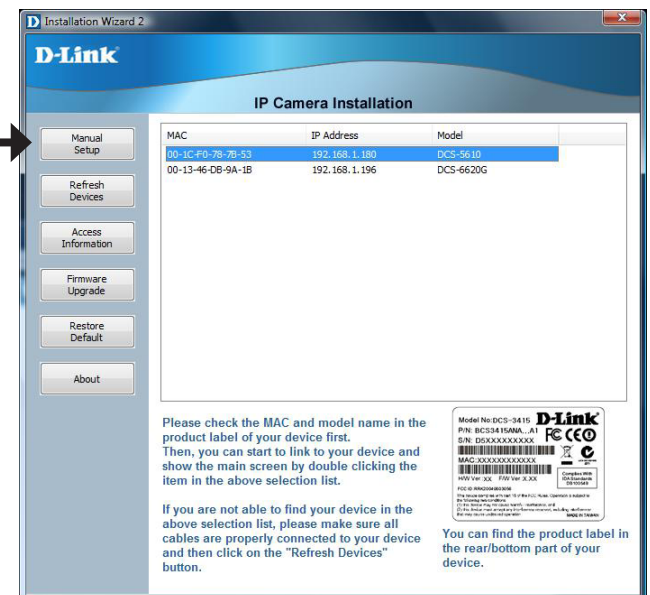 Installation Wizard 2
D-Link
IP Camera Installation
Manual
Setup
Refresh
Devices
Access
Information
Firmware
Upgrade
Restore
Default
About
MAC IP Address Model
00-1C-F0-78-7B-53 192.168.1.180 DCS-5610
00-13-46-DB-9A-1B 192.168.1.196 DCS-6620G
Please check the MAC and model name in the
product label of your device first.
Then, you can start to link to your device and
show the main screen by double clicking the
item in the above selection list.
If you are not able to find your device in the
above selection list, please make sure all
cables are properly connected to your device
and then click on the "Refresh Devices"
button.
Model No:DCS-3415 D-Link
P/N: BCS3415ANA...A1 FC CE
S/N: D5XXXXXXXXX
MAC:XXXXXXXXXXXX
H/W Ver :XX F/W Ver :X.XX
Complies With
IDA Standards
You can find the product label in
the rear/bottom part of your
device.